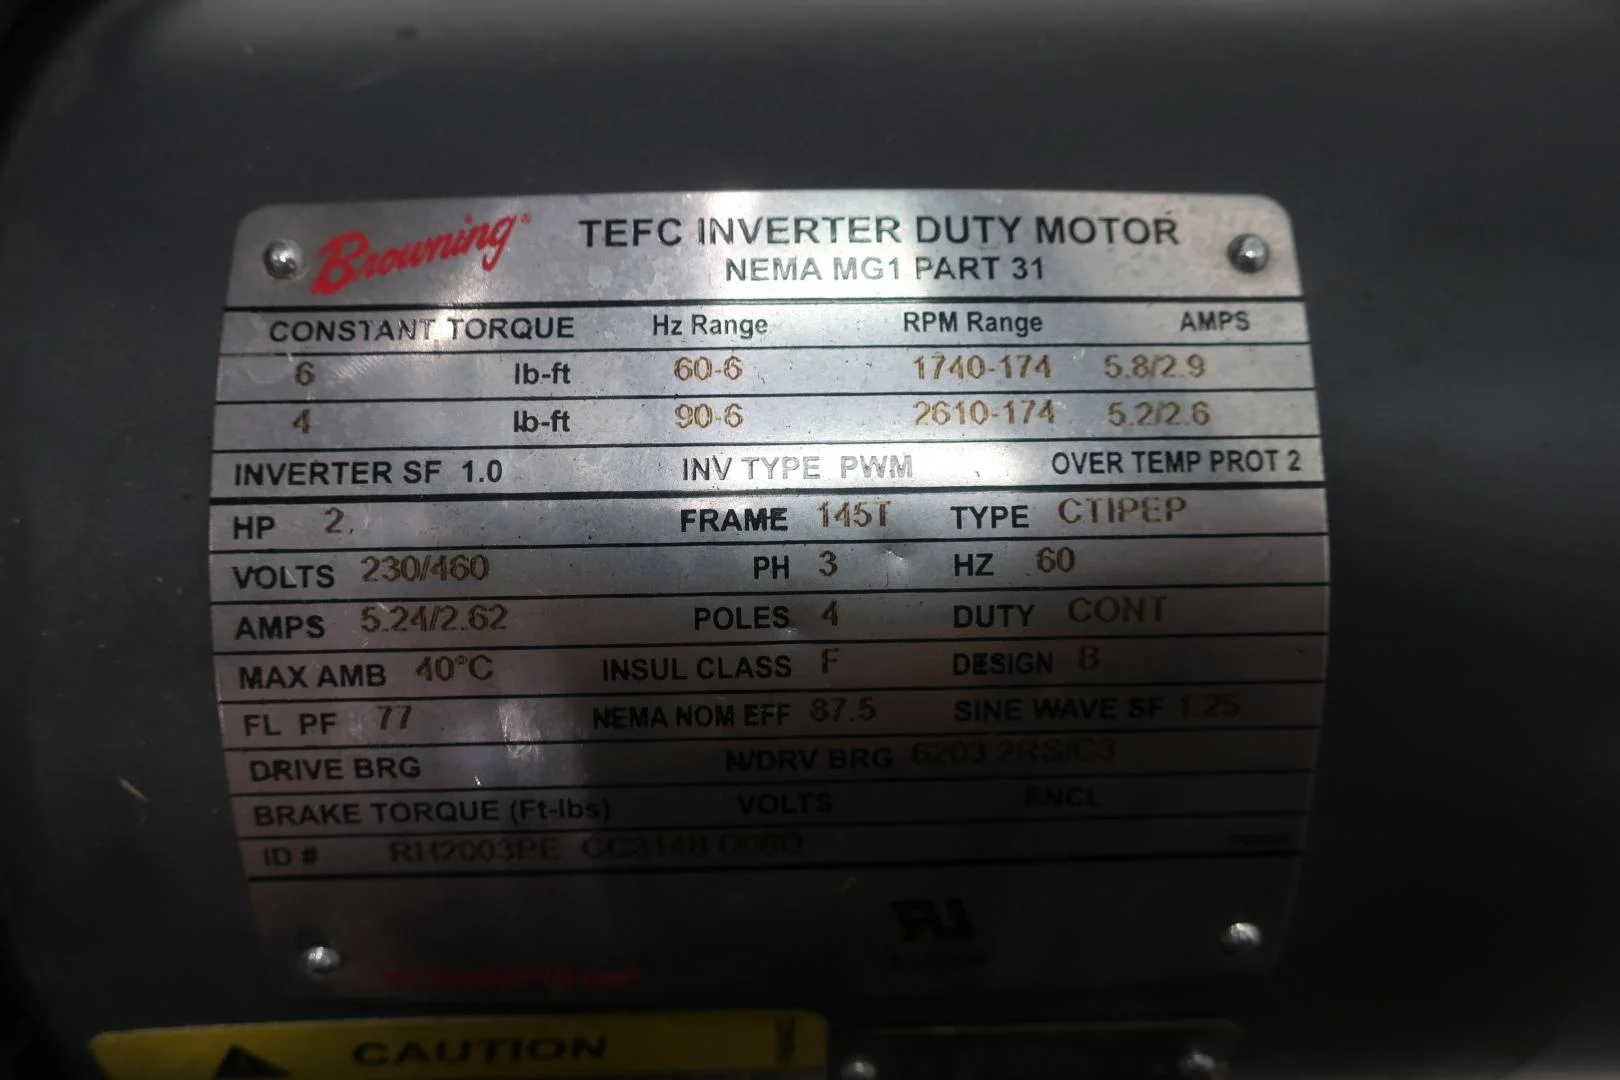 Browning® TEFC INVERTER DUTY MOTOR
NEMA MG1 PART 31
CONSTANT TORQUE Hz Range RPM Range AMPS
6 lb-ft 60-6 1740-174 5.8/2.9
4 lb-ft 90-6 2610-174 5.2/2.6
INVERTER SF 1.0 INV TYPE PWM OVER TEMP PROT 2
HP 2. FRAME 145T TYPE CTIPEP
VOLTS 230/460 PH 3 HZ 60
AMPS 5.24/2.62 POLES 4 DUTY CONT
MAX AMB 40°C INSUL CLASS F DESIGN B
FL PF 77 NEMA NOM EFF 87.5 SINE WAVE SF 1.25
DRIVE BRG N/DRV BRG 6203 2RS/C3
BRAKE TORQUE (Ft-lbs) VOLTS ENCL
ID # RH2003PE
RU
CAUTION